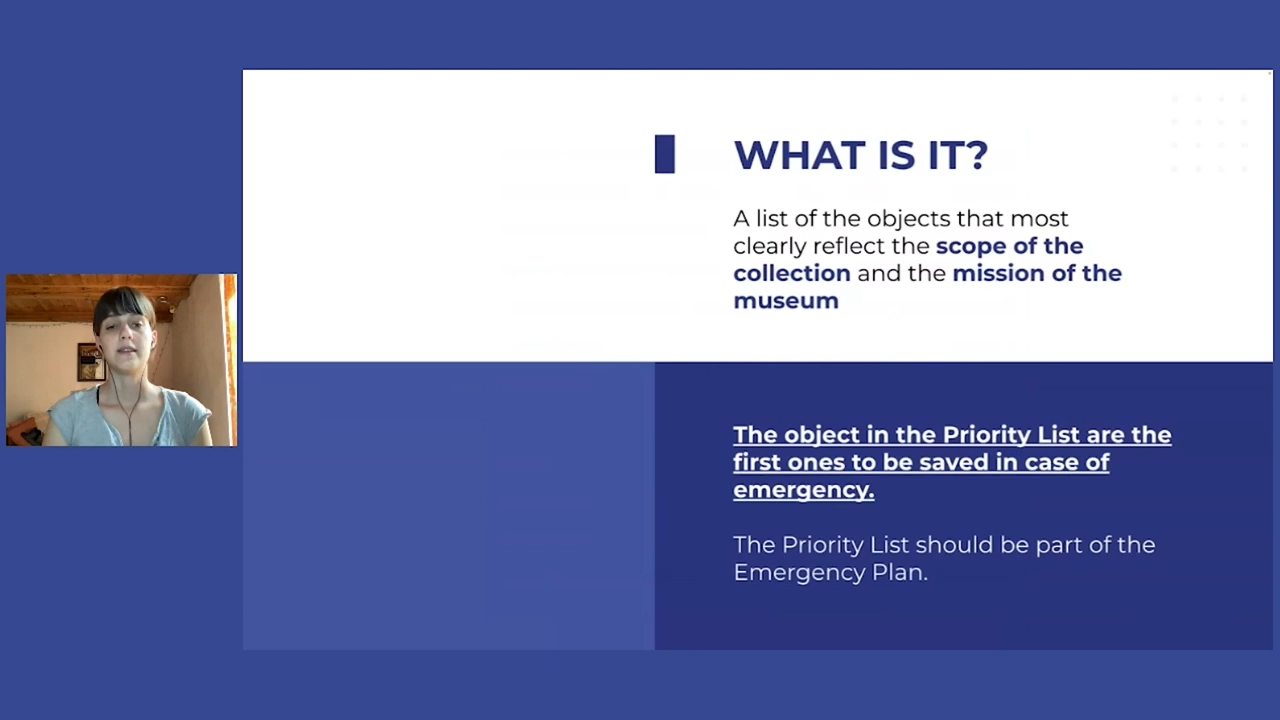 WHAT IS IT?
A list of the objects that most
clearly reflect the scope of the
collection and the mission of the
museum
The object in the Priority List are the
first ones to be saved in case of
emergency.
The Priority List should be part of the
Emergency Plan.